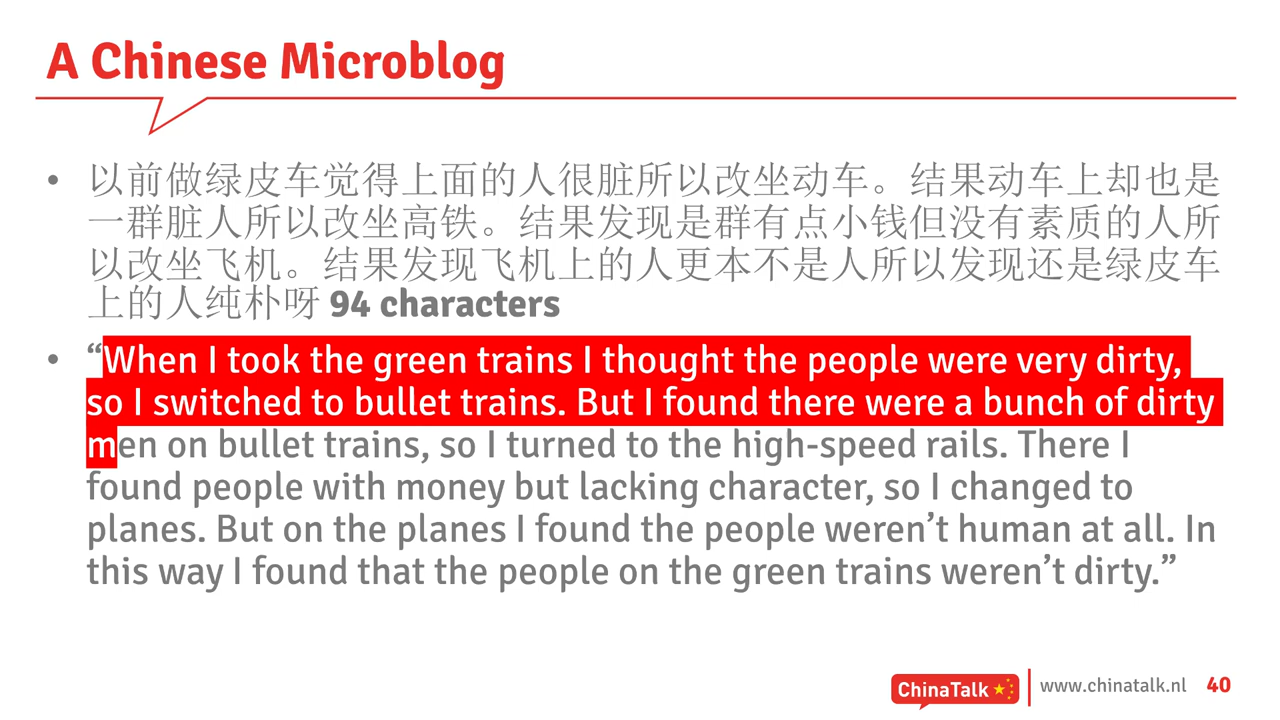 A Chinese Microblog
• 以前做绿皮车觉得上面的人很脏所以改坐动车。结果动车上却也是
一群脏人所以改坐高铁。结果发现是群有点小钱但没有素质的人所
以改坐飞机。结果发现飞机上的人更本不是人所以发现还是绿皮车
上的人纯朴呀 94 characters
• “When I took the green trains I thought the people were very dirty,
so I switched to bullet trains. But I found there were a bunch of dirty
men on bullet trains, so I turned to the high-speed rails. There I
found people with money but lacking character, so I changed to
planes. But on the planes I found the people weren’t human at all. In
this way I found that the people on the green trains weren’t dirty.”
ChinaTalk www.chinatalk.nl 40